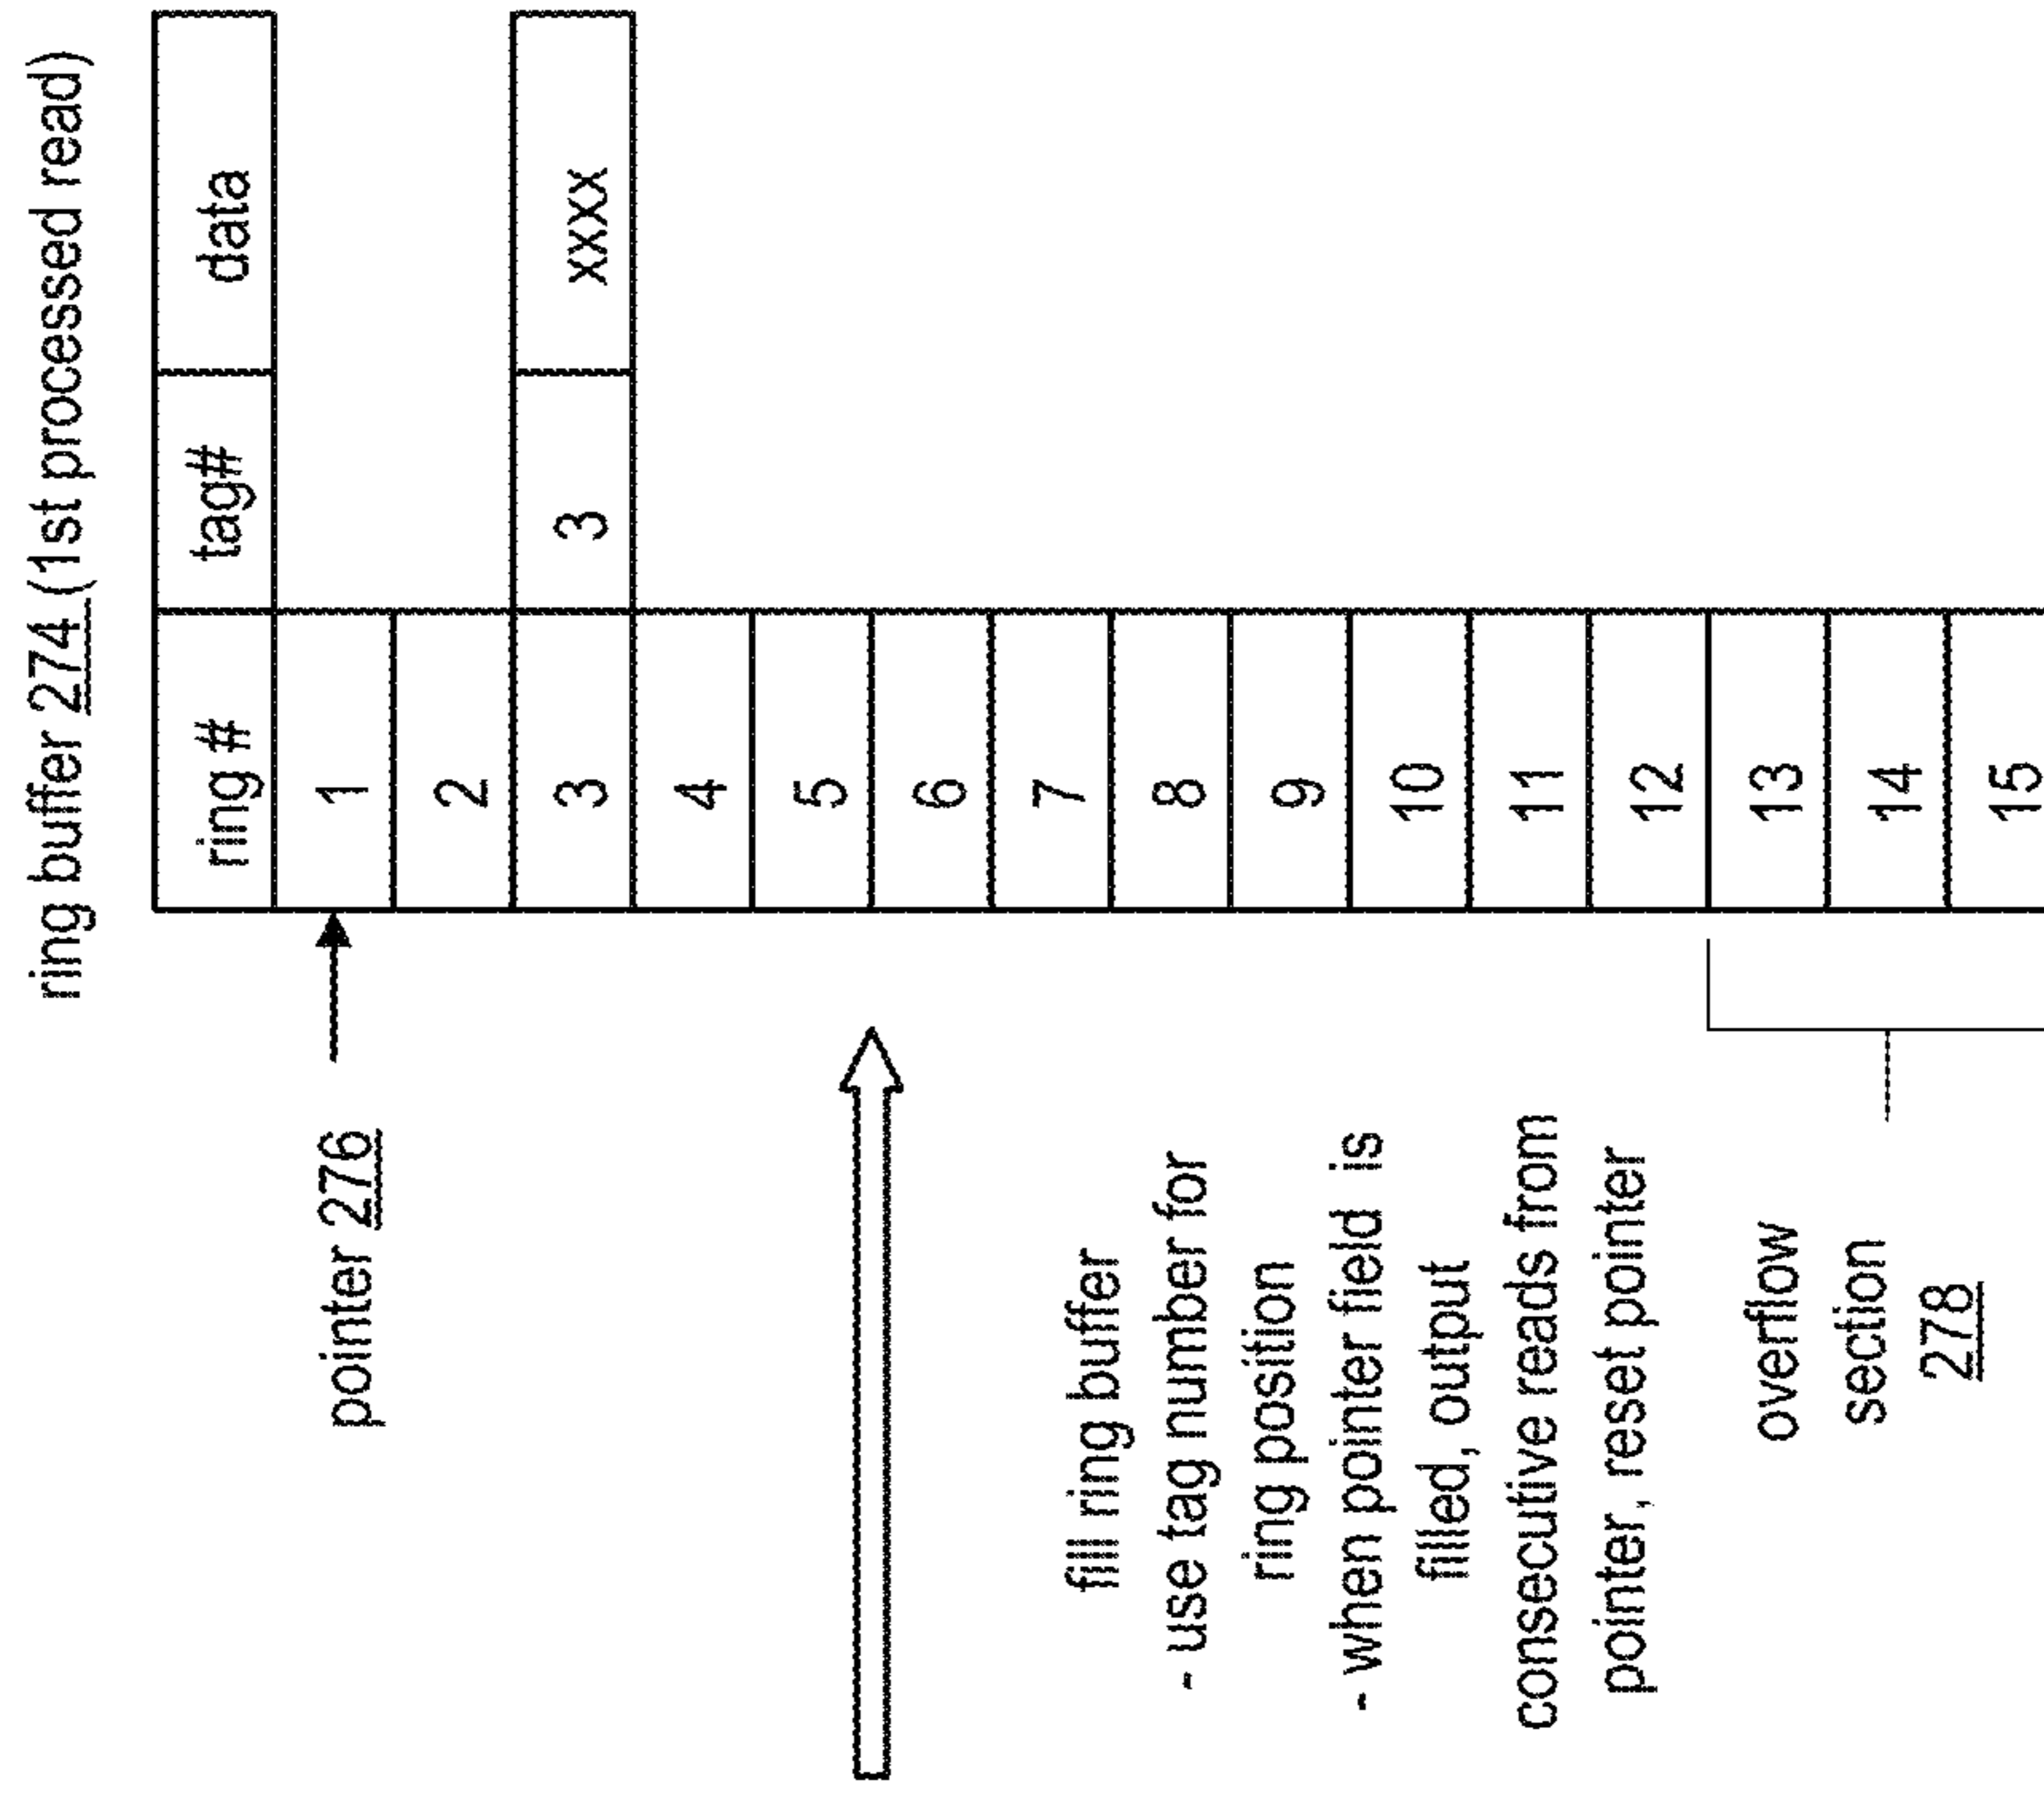 ring buffer 274 (1st processed read)
ring # tag# data
pointer 276
1
2
3 3 xxxx
4
5
6
7
8
9
10
11
12
13
14
15
fill ring buffer
- use tag number for
ring position
- when pointer field is
filled, output
consecutive reads from
pointer, reset pointer
overflow
section
278